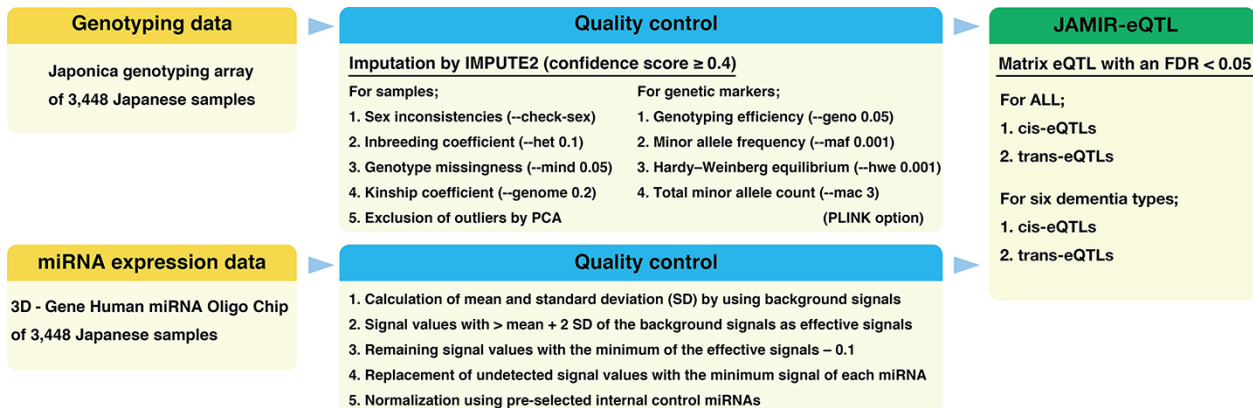 Genotyping data
Japonica genotyping array
of 3,448 Japanese samples
Quality control
Imputation by IMPUTE2 (confidence score ≥ 0.4)
For samples;
1. Sex inconsistencies (--check-sex)
2. Inbreeding coefficient (--het 0.1)
3. Genotype missingness (--mind 0.05)
4. Kinship coefficient (--genome 0.2)
5. Exclusion of outliers by PCA
For genetic markers;
1. Genotyping efficiency (--geno 0.05)
2. Minor allele frequency (--maf 0.001)
3. Hardy–Weinberg equilibrium (--hwe 0.001)
4. Total minor allele count (--mac 3)
(PLINK option)
miRNA expression data
3D - Gene Human miRNA Oligo Chip
of 3,448 Japanese samples
Quality control
1. Calculation of mean and standard deviation (SD) by using background signals
2. Signal values with > mean + 2 SD of the background signals as effective signals
3. Remaining signal values with the minimum of the effective signals – 0.1
4. Replacement of undetected signal values with the minimum signal of each miRNA
5. Normalization using pre-selected internal control miRNAs
JAMIR-eQTL
Matrix eQTL with an FDR < 0.05
For ALL;
1. cis-eQTLs
2. trans-eQTLs
For six dementia types;
1. cis-eQTLs
2. trans-eQTLs